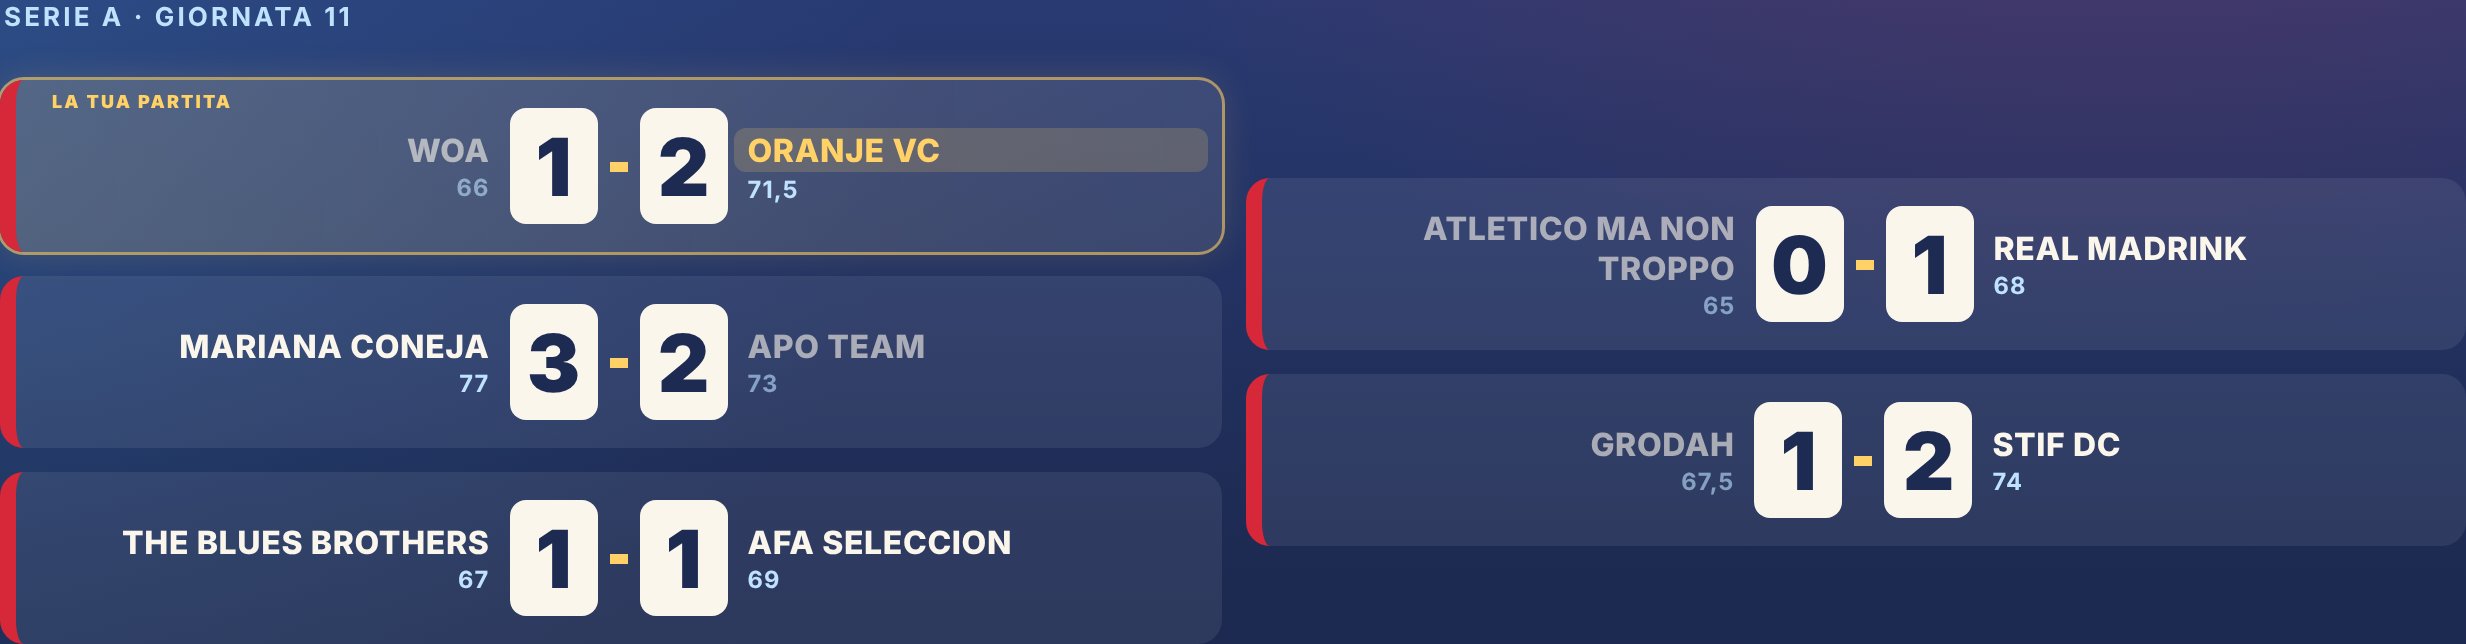 SERIE A · GIORNATA 11
LA TUA PARTITA
WOA
66
1 - 2
ORANJE VC
71,5
MARIANA CONEJA
77
3 - 2
APO TEAM
73
THE BLUES BROTHERS
67
1 - 1
AFA SELECCION
69
ATLETICO MA NON
TROPPO
65
0 - 1
REAL MADRINK
68
GRODAH
67,5
1 - 2
STIF DC
74